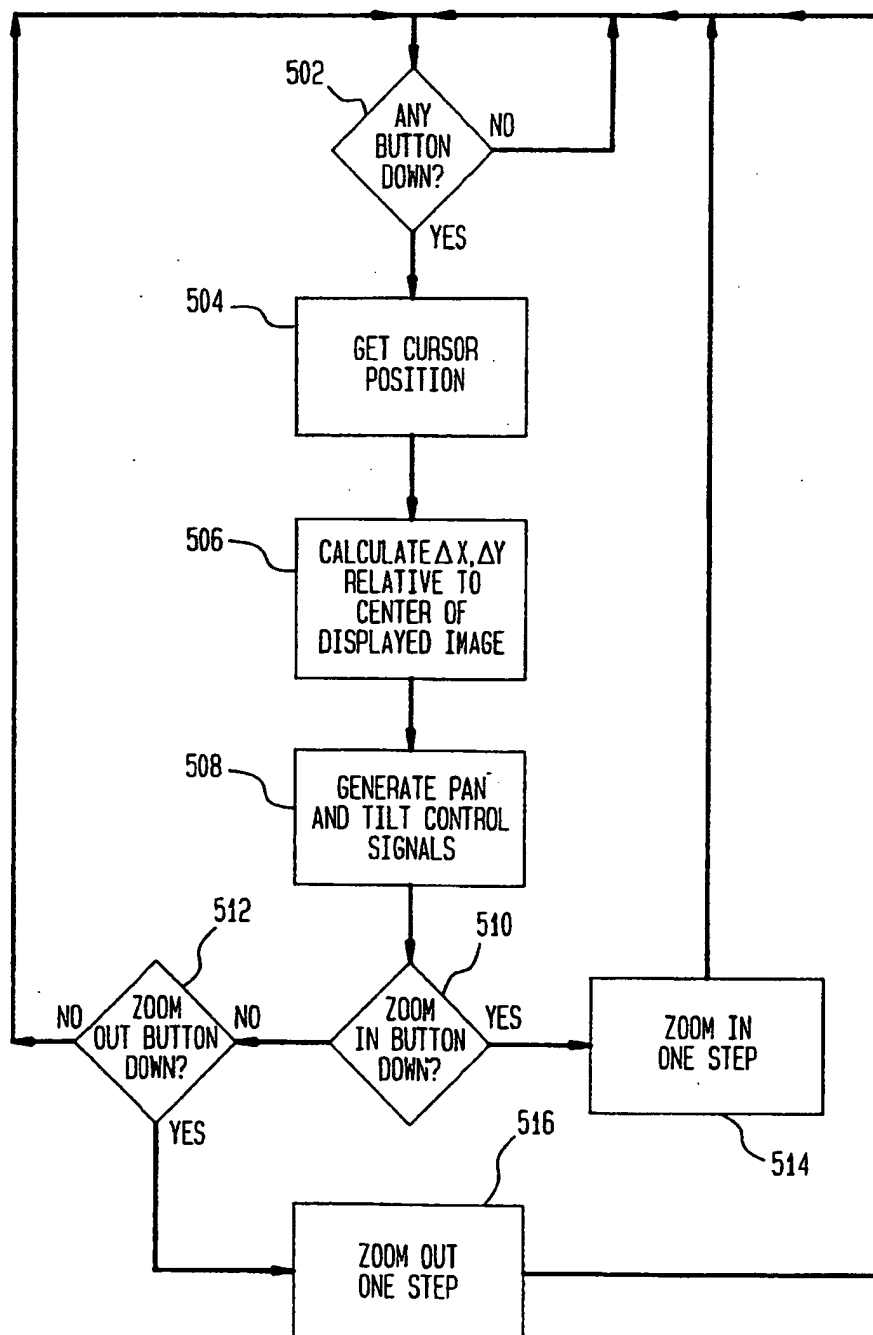 502
ANY
BUTTON
DOWN?
NO
YES
504
GET CURSOR
POSITION
506
CALCULATE ΔX, ΔY
RELATIVE TO
CENTER OF
DISPLAYED IMAGE
508
GENERATE PAN
AND TILT CONTROL
SIGNALS
512
510
NO
ZOOM
OUT BUTTON
DOWN?
NO
ZOOM
IN BUTTON
DOWN?
YES
ZOOM IN
ONE STEP
YES
516
514
ZOOM OUT
ONE STEP